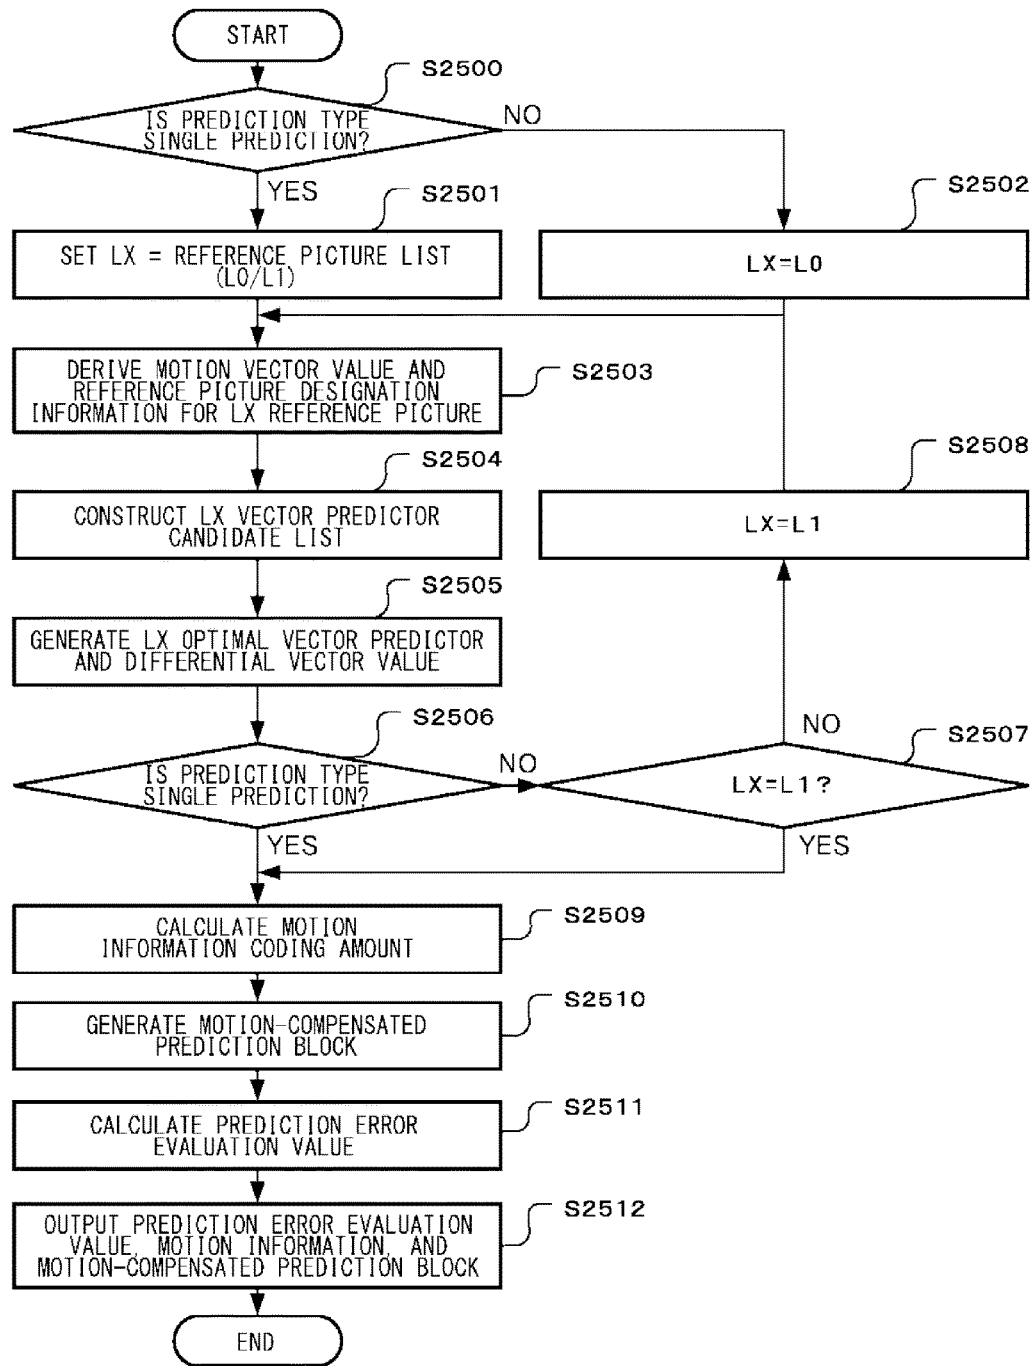 START
S2500
IS PREDICTION TYPE
SINGLE PREDICTION?
NO
YES
S2501
S2502
SET LX = REFERENCE PICTURE LIST
(L0/L1)
LX=L0
DERIVE MOTION VECTOR VALUE AND
REFERENCE PICTURE DESIGNATION
INFORMATION FOR LX REFERENCE PICTURE
S2503
S2504
S2508
CONSTRUCT LX VECTOR PREDICTOR
CANDIDATE LIST
LX=L1
S2505
GENERATE LX OPTIMAL VECTOR PREDICTOR
AND DIFFERENTIAL VECTOR VALUE
S2506
NO
S2507
IS PREDICTION TYPE
SINGLE PREDICTION?
NO
LX=L1?
YES
YES
CALCULATE MOTION
INFORMATION CODING AMOUNT
S2509
GENERATE MOTION-COMPENSATED
PREDICTION BLOCK
S2510
CALCULATE PREDICTION ERROR
EVALUATION VALUE
S2511
OUTPUT PREDICTION ERROR EVALUATION
VALUE, MOTION INFORMATION, AND
MOTION-COMPENSATED PREDICTION BLOCK
S2512
END